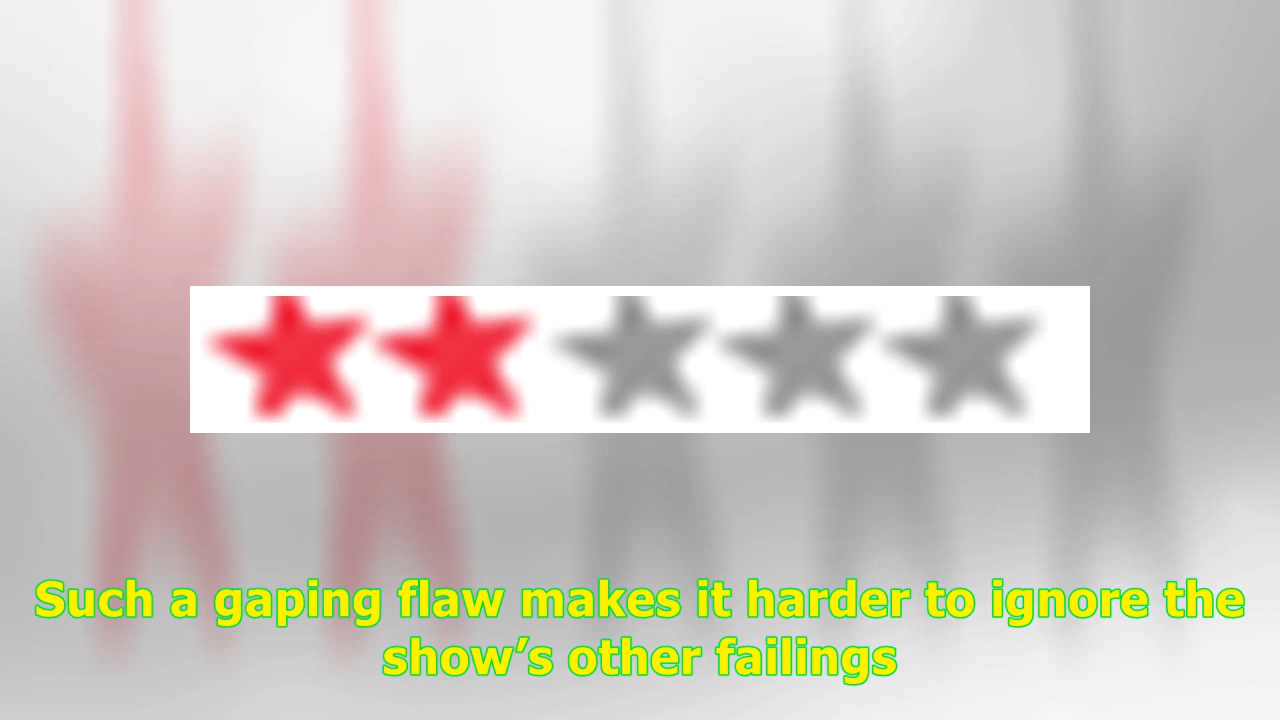 Such a gaping flaw makes it harder to ignore the
show’s other failings